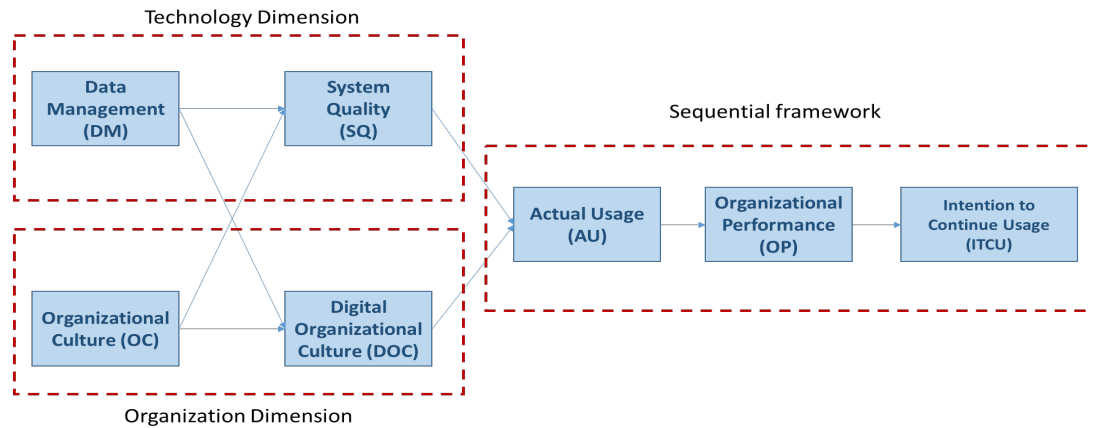 Technology Dimension
Data
Management
(DM)
System
Quality
(SQ)
Sequential framework
Actual Usage
(AU)
Organizational
Performance
(OP)
Intention to
Continue Usage
(ITCU)
Organizational
Culture (OC)
Digital
Organizational
Culture (DOC)
Organization Dimension